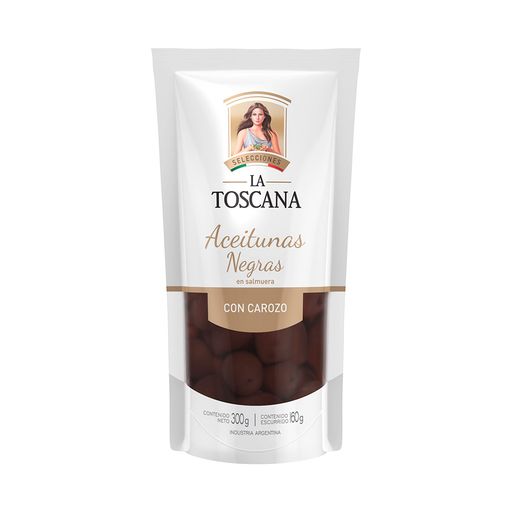 SELECCIONES
LA
TOSCANA
Aceitunas
Negras
en salmuera
CON CAROZO
CONTENIDO NETO 300g | CONTENIDO ESCURRIDO 160g
INDUSTRIA ARGENTINA